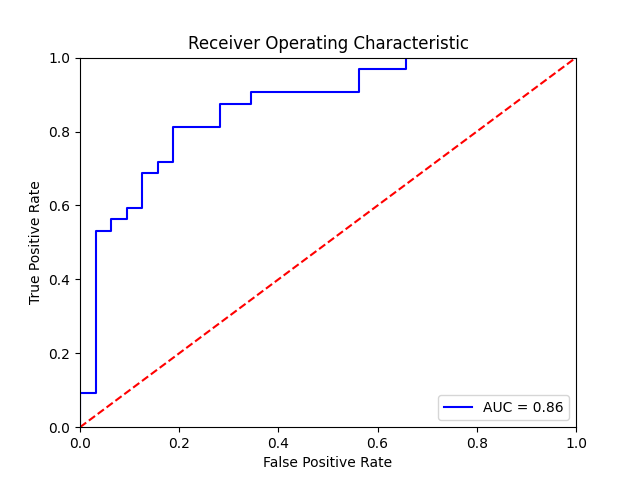 Receiver Operating Characteristic
1.0
0.8
0.6
0.4
0.2
0.0
True Positive Rate
AUC = 0.86
0.0 0.2 0.4 0.6 0.8 1.0
False Positive Rate